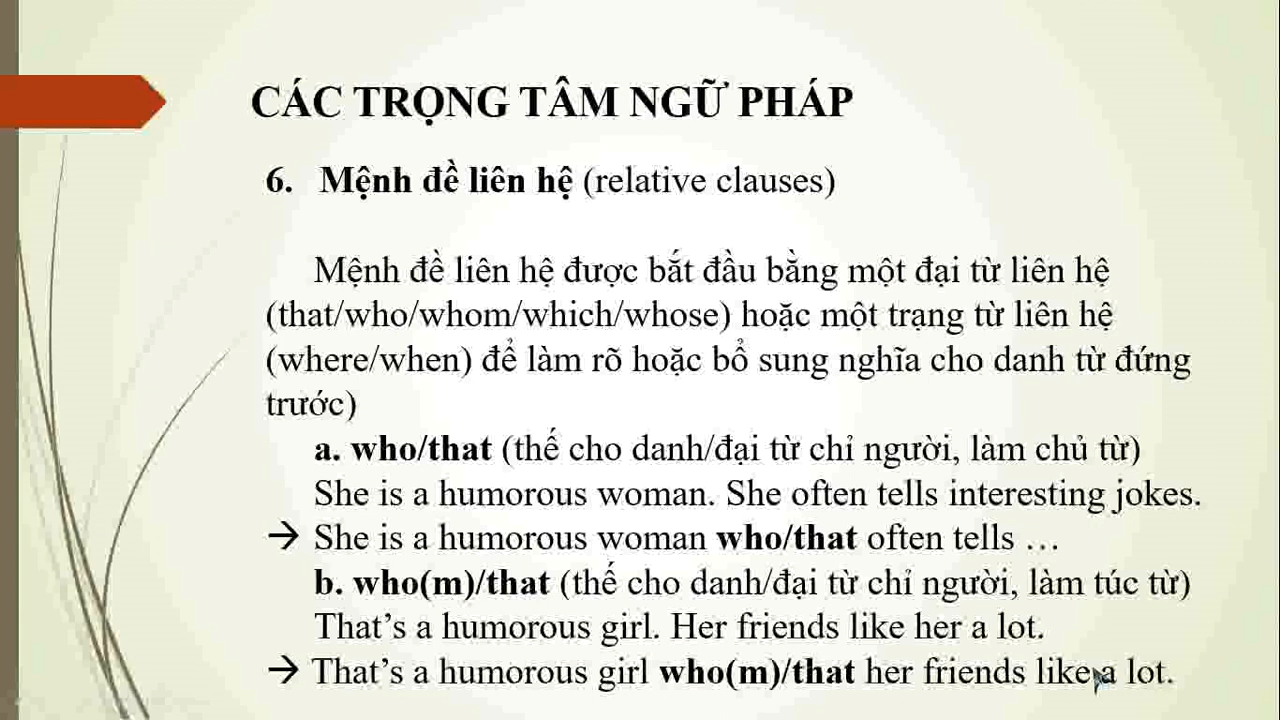 CÁC TRỌNG TÂM NGỮ PHÁP
6. Mệnh đề liên hệ (relative clauses)
Mệnh đề liên hệ được bắt đầu bằng một đại từ liên hệ
(that/who/whom/which/whose) hoặc một trạng từ liên hệ
(where/when) để làm rõ hoặc bổ sung nghĩa cho danh từ đứng
trước)
a. who/that (thế cho danh/đại từ chỉ người, làm chủ từ)
She is a humorous woman. She often tells interesting jokes.
→ She is a humorous woman who/that often tells …
b. who(m)/that (thế cho danh/đại từ chỉ người, làm túc từ)
That’s a humorous girl. Her friends like her a lot.
→ That’s a humorous girl who(m)/that her friends like a lot.